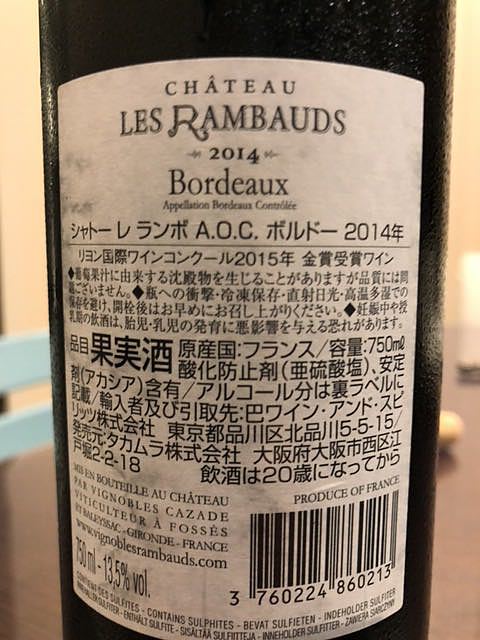 CHÂTEAU
LES RAMBAUDS
2014
Bordeaux
Appellation Bordeaux Contrôlée
シャトー レ ランボ A.O.C. ボルドー 2014年
リヨン国際ワインコンクール2015年 金賞受賞ワイン
◆葡萄果汁に由来する沈殿物を生じることがありますが品質には問
題ございません。◆瓶への衝撃・冷凍保存・直射日光・高温多湿での
保存を避け、開栓後はお早めにお召し上がりください。◆妊娠中や授
乳期の飲酒は、胎児・乳児の発育に悪影響を与える恐れがあります。
品目 果実酒 原産国:フランス/容量:750mℓ
酸化防止剤(亜硫酸塩)、安定
剤(アカシア)含有/アルコール分は裏ラベルに
記載/輸入者及び引取先:巴ワイン・アンド・スピ
リッツ株式会社 東京都品川区北品川5-5-15/
発売元:タカムラ株式会社 大阪府大阪市西区江
戸堀2-2-18 飲酒は20歳になってから
MIS EN BOUTEILLE AU CHÂTEAU
PAR VIGNOBLES CAZADE
VITICULTEUR À FOSSÉS
ET BALEYSSAC - GIRONDE - FRANCE
www.vignoblesrambauds.com
750 ml - 13,5% vol.
PRODUCE OF FRANCE
3 760224 860213
CONTIENT DES SULFITES - CONTAINS SULPHITES - BEVAT SULFIETEN - INDEHOLDER SULFITTER
INNEHÅLLER SULFITER - ENTHÄLT SULFITE - SISÄLTÄÄ SULFIITTEJA - INNEHOLDER SULFITTER - ZAWIERA SIARCZYNY